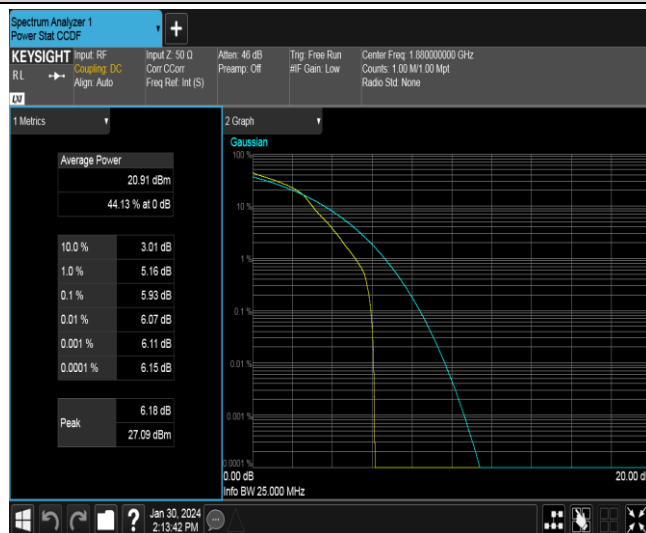 Spectrum Analyzer 1
Power Stat CCDF
KEYSIGHT
RL
LXI
Input: RF
Coupling: DC
Align: Auto
Input Z: 50 Ω
Corr CCorr
Freq Ref: Int (S)
Atten: 46 dB
Preamp: Off
Trig: Free Run
#IF Gain: Low
Center Freq: 1.880000000 GHz
Counts: 1.00 M/1.00 Mpt
Radio Std: None
1 Metrics
Average Power
20.91 dBm
44.13 % at 0 dB
10.0 % 3.01 dB
1.0 % 5.16 dB
0.1 % 5.93 dB
0.01 % 6.07 dB
0.001 % 6.11 dB
0.0001 % 6.15 dB
Peak 6.18 dB
27.09 dBm
2 Graph
Gaussian
100 %
10 %
1 %
0.1 %
0.01 %
0.001 %
0.0001 %
0.00 dB
20.00 d
Info BW 25.000 MHz
?
Jan 30, 2024
2:13:42 PM